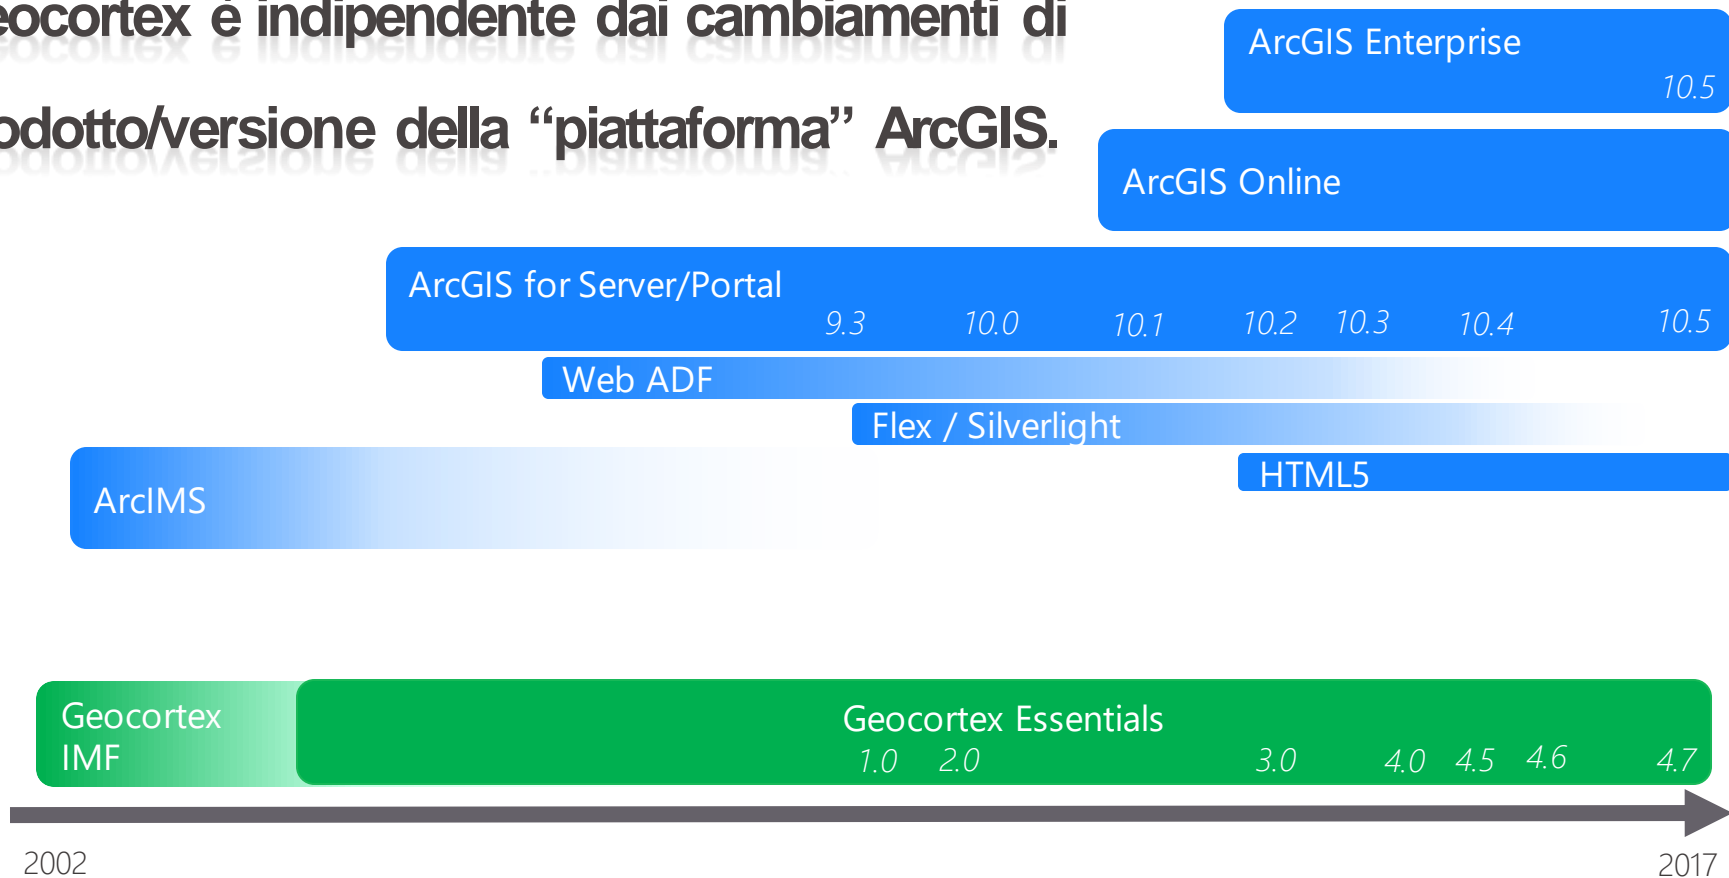 eocortex è indipendente dai cambiamenti di
odotto/versione della “piattaforma” ArcGIS.
ArcGIS Enterprise
10.5
ArcGIS Online
ArcGIS for Server/Portal
9.3 10.0 10.1 10.2 10.3 10.4 10.5
Web ADF
Flex / Silverlight
HTML5
ArcIMS
Geocortex
IMF
Geocortex Essentials
1.0 2.0 3.0 4.0 4.5 4.6 4.7
2002 2017